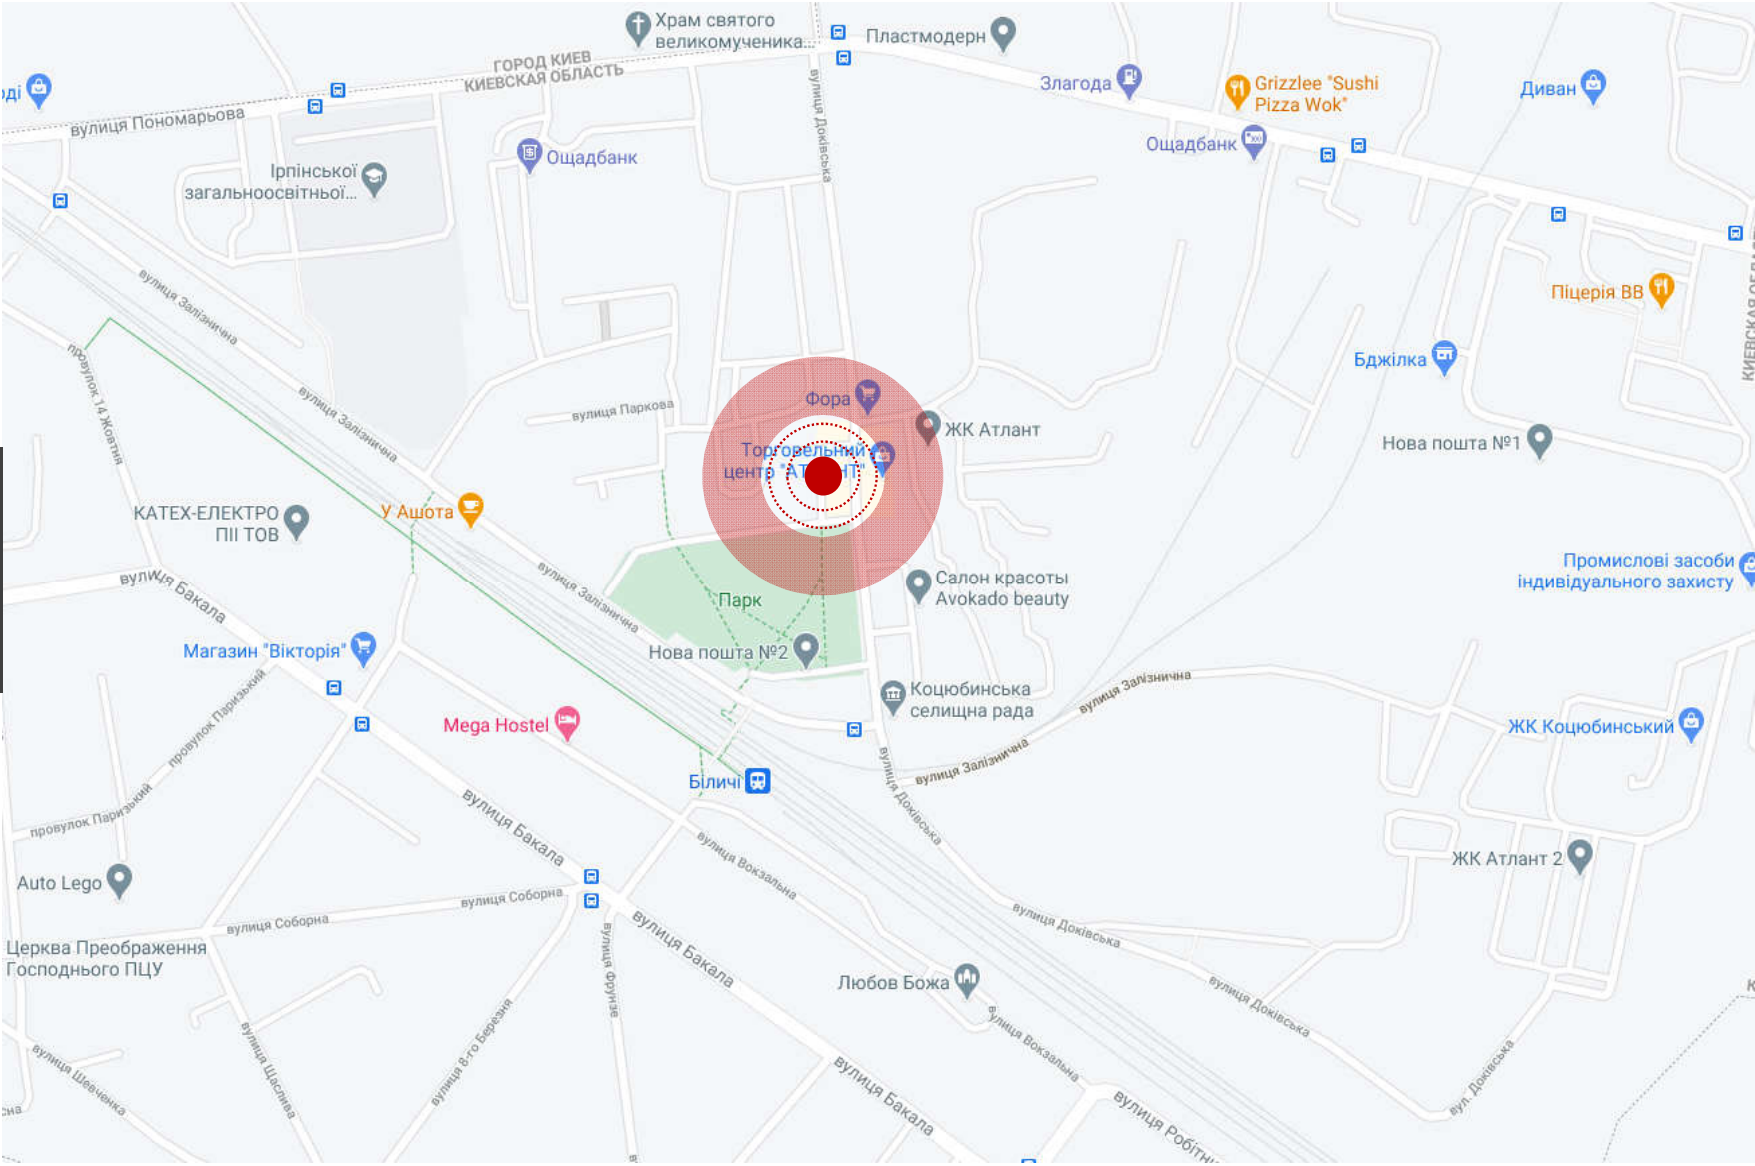 Храм святого
великомученика...
Пластмодерн
ГОРОД КИЕВ
КИЕВСКАЯ ОБЛАСТЬ
Злагода
Grizzlee "Sushi
Pizza Wok"
Диван
ді
вулиця Пономарьова
вулиця Доківська
Ощадбанк
Ощадбанк
Ірпінської
загальноосвітньої...
КИЕВСКАЯ
Піцерія ВВ
вулиця Залізнична
провулок 14 Жовтня
Бджілка
вулиця Залізнична
вулиця Паркова
Фора
ЖК Атлант
Нова пошта №1
Торговельний
центр "АТЛАНТ"
КАТЕХ-ЕЛЕКТРО
ПІІ ТОВ
У Ашота
вулиця Бакала
вулиця Залізнична
Парк
Салон красоты
Avokado beauty
Промислові засоби
індивідуального захисту
Магазин "Вікторія"
Нова пошта №2
провулок Паризький
Коцюбинська
селищна рада
вулиця Залізнична
Mega Hostel
ЖК Коцюбинський
вулиця Залізнична
Біличі
вулиця Доківська
провулок Паризький
вулиця Бакала
вулиця Вокзальна
ЖК Атлант 2
Auto Lego
вулиця Соборна
вулиця Соборна
вулиця Бакала
вулиця Доківська
Церква Преображення
Господнього ПЦУ
вулиця Фрунзе
Любов Божа
вулиця Доківська
вулиця 8-го Березня
вулиця Щаслива
вулиця Вокзальна
вулиця Шевченка
вулиця Бакала
вул. Доківська
сна
вулиця Робітн